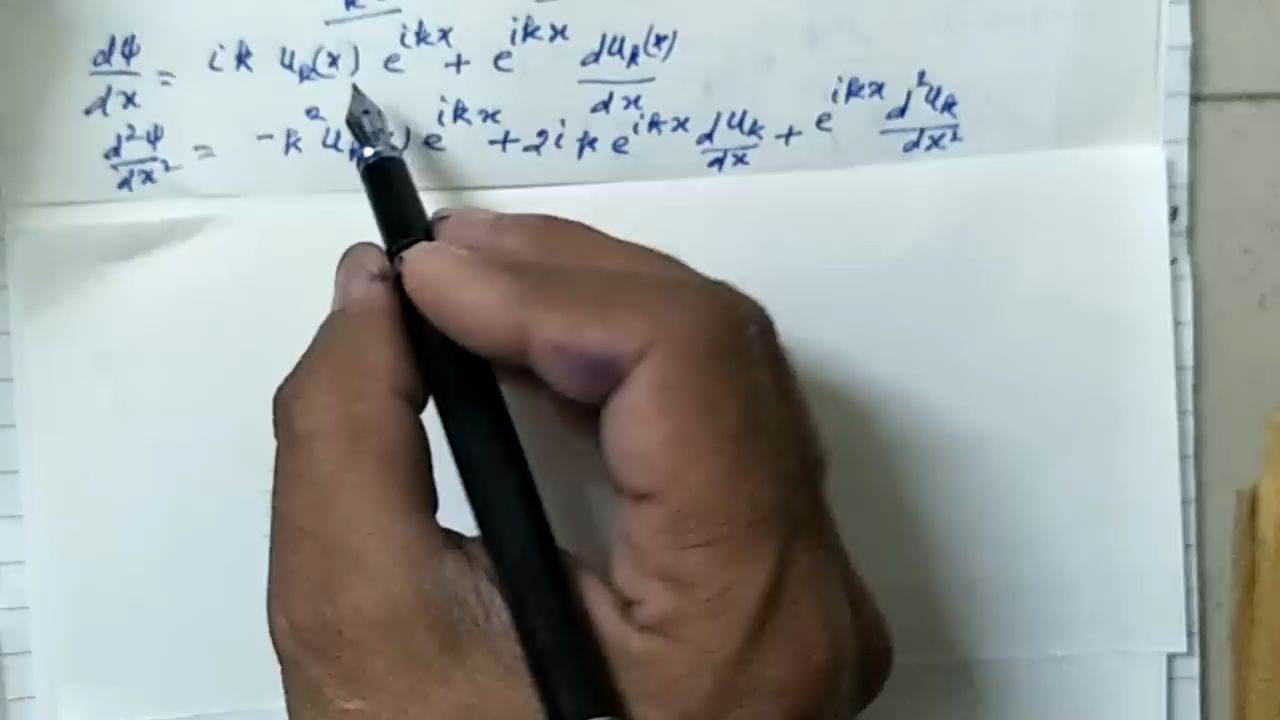 dψ/dx = ik u_k(x) e^{ikx} + e^{ikx} du_k(x)/dx
d²ψ/dx² = -k² u_k( ) e^{ikx} + 2ik e^{ikx} du_k/dx + e^{ikx} d²u_k/dx²